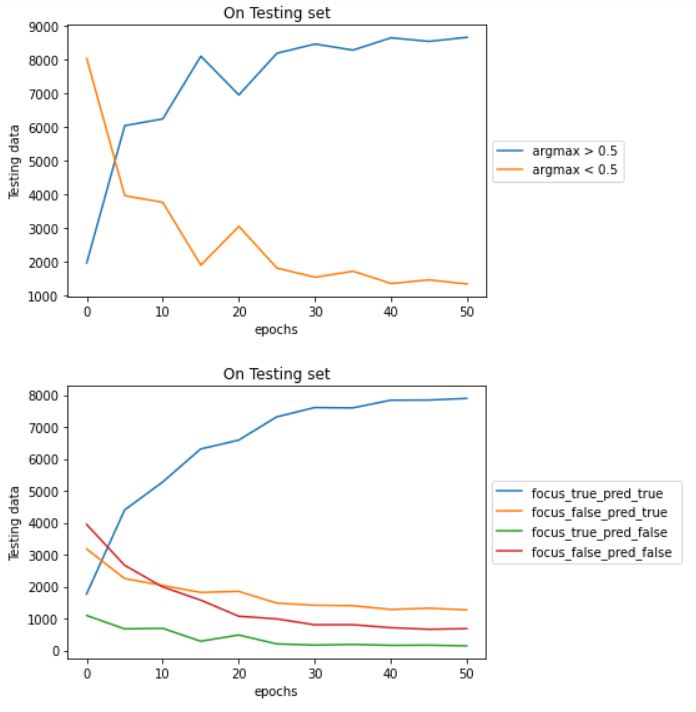 On Testing set
9000
8000
7000
6000
5000
4000
3000
2000
1000
Testing data
0 10 20 30 40 50
epochs
argmax > 0.5
argmax < 0.5
On Testing set
8000
7000
6000
5000
4000
3000
2000
1000
0
Testing data
0 10 20 30 40 50
epochs
focus_true_pred_true
focus_false_pred_true
focus_true_pred_false
focus_false_pred_false